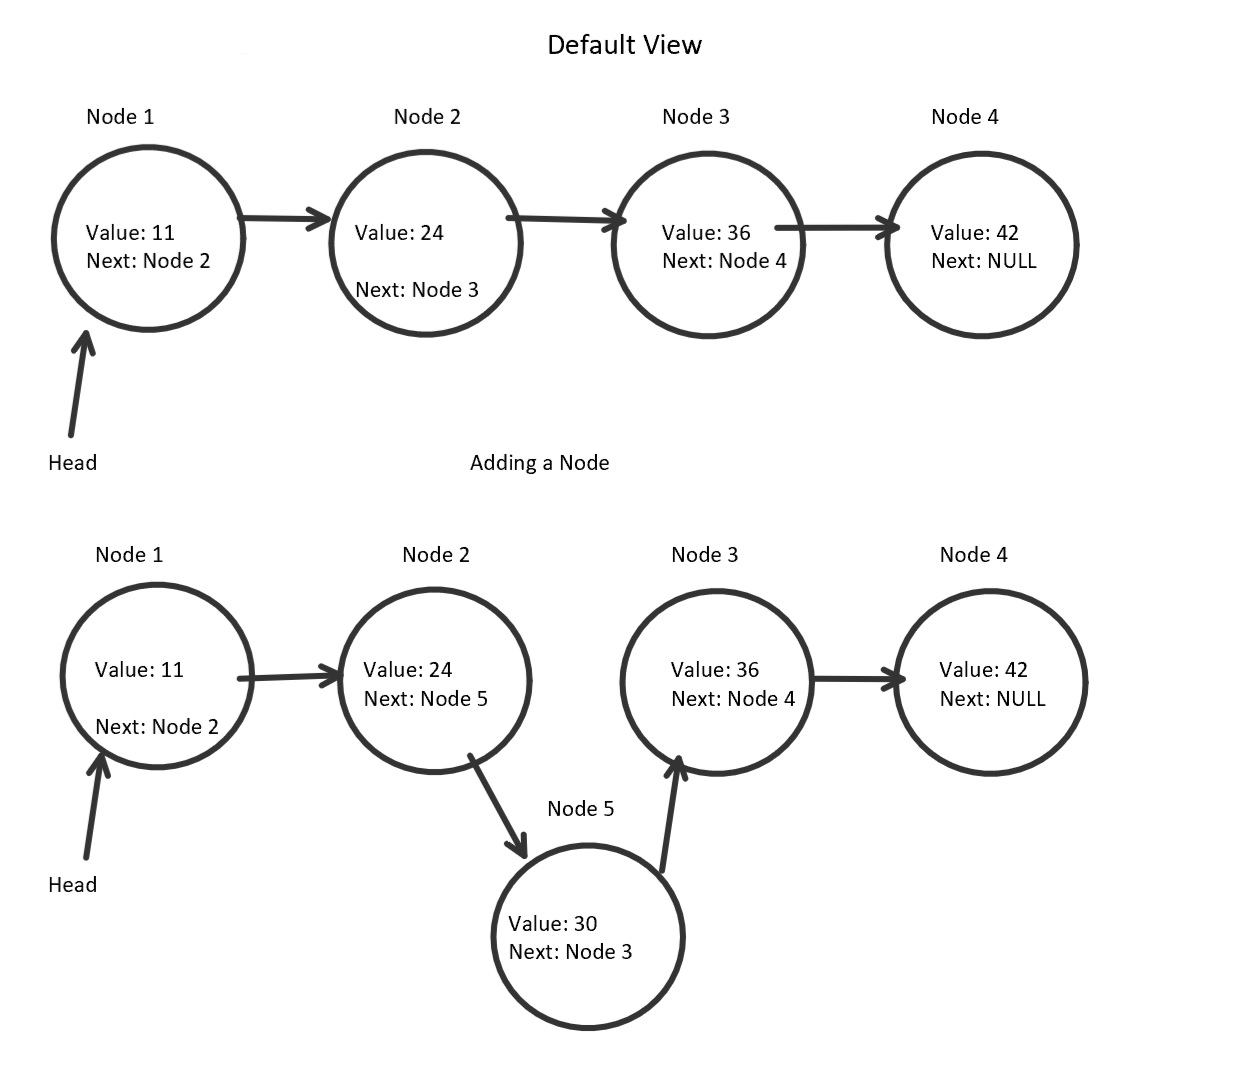 Default View
Node 1
Node 2
Node 3
Node 4
Value: 11
Next: Node 2
Value: 24
Next: Node 3
Value: 36
Next: Node 4
Value: 42
Next: NULL
Head
Adding a Node
Node 1
Node 2
Node 3
Node 4
Value: 11
Next: Node 2
Value: 24
Next: Node 5
Value: 36
Next: Node 4
Value: 42
Next: NULL
Head
Node 5
Value: 30
Next: Node 3